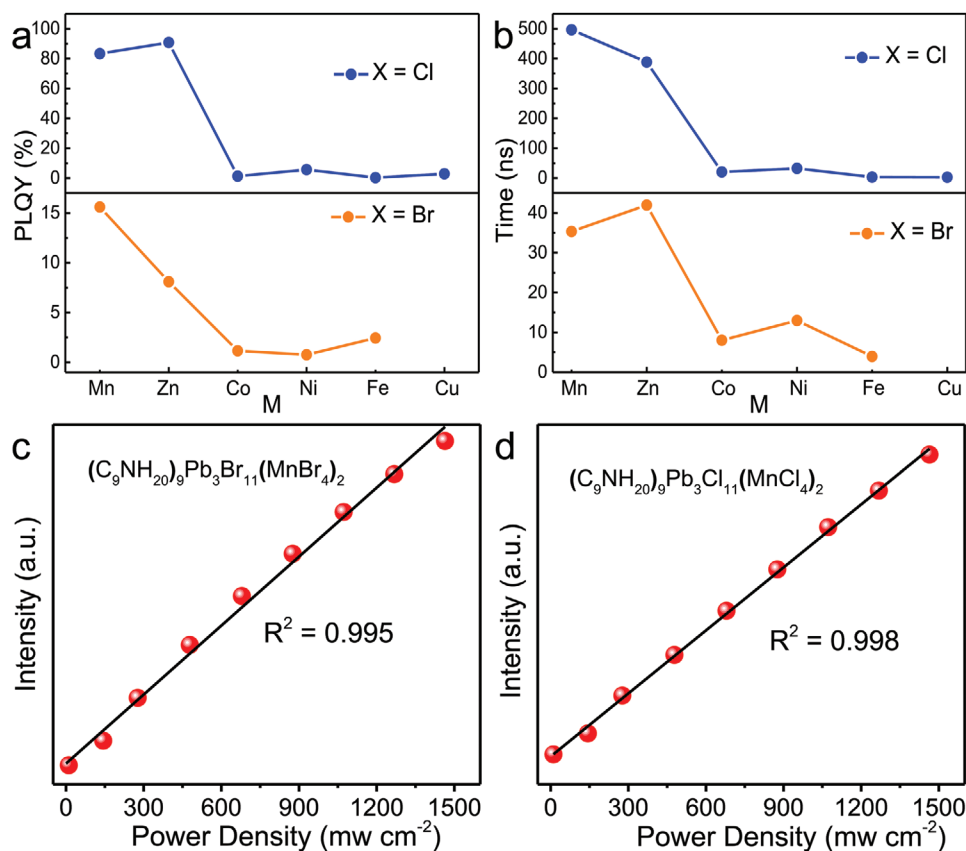 a
PLQY (%)
100
80
60
40
20
0
X = Cl
15
10
5
0
X = Br
Mn Zn Co Ni Fe Cu
M
b
Time (ns)
500
400
300
200
100
0
X = Cl
40
30
20
10
0
X = Br
Mn Zn Co Ni Fe Cu
M
c
(C₉NH₂₀)₉Pb₃Br₁₁(MnBr₄)₂
R² = 0.995
Intensity (a.u.)
0 300 600 900 1200 1500
Power Density (mw cm⁻²)
d
(C₉NH₂₀)₉Pb₃Cl₁₁(MnCl₄)₂
R² = 0.998
Intensity (a.u.)
0 300 600 900 1200 1500
Power Density (mw cm⁻²)